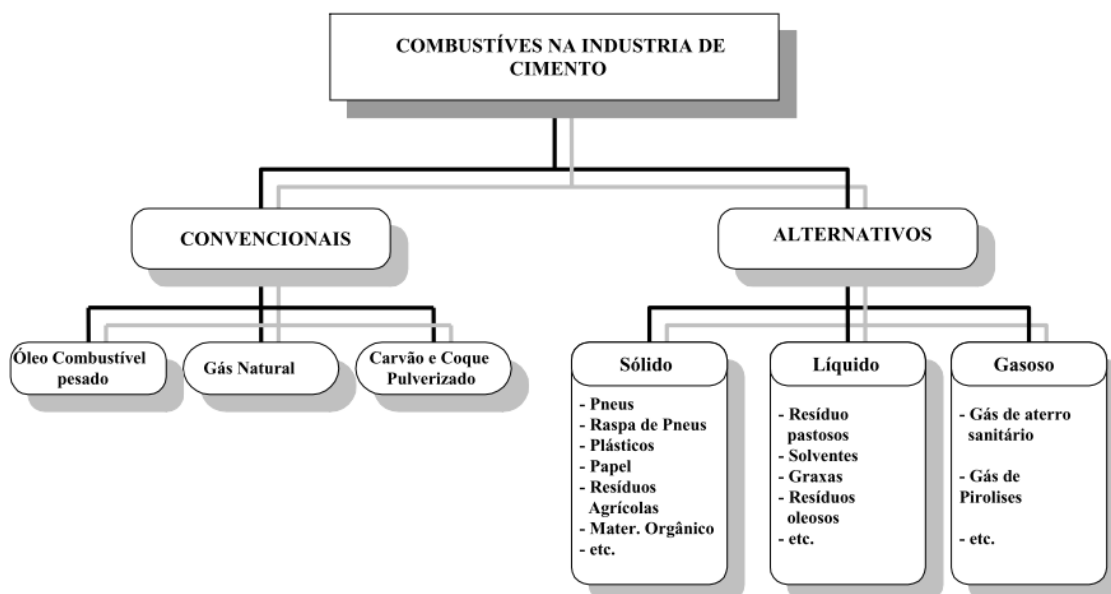 COMBUSTÍVES NA INDUSTRIA DE
CIMENTO
CONVENCIONAIS
ALTERNATIVOS
Óleo Combustível
pesado
Gás Natural
Carvão e Coque
Pulverizado
Sólido
- Pneus
- Raspa de Pneus
- Plásticos
- Papel
- Resíduos
Agrícolas
- Mater. Orgânico
- etc.
Líquido
- Resíduo
pastosos
- Solventes
- Graxas
- Resíduos
oleosos
- etc.
Gasoso
- Gás de aterro
sanitário
- Gás de
Pirolises
- etc.